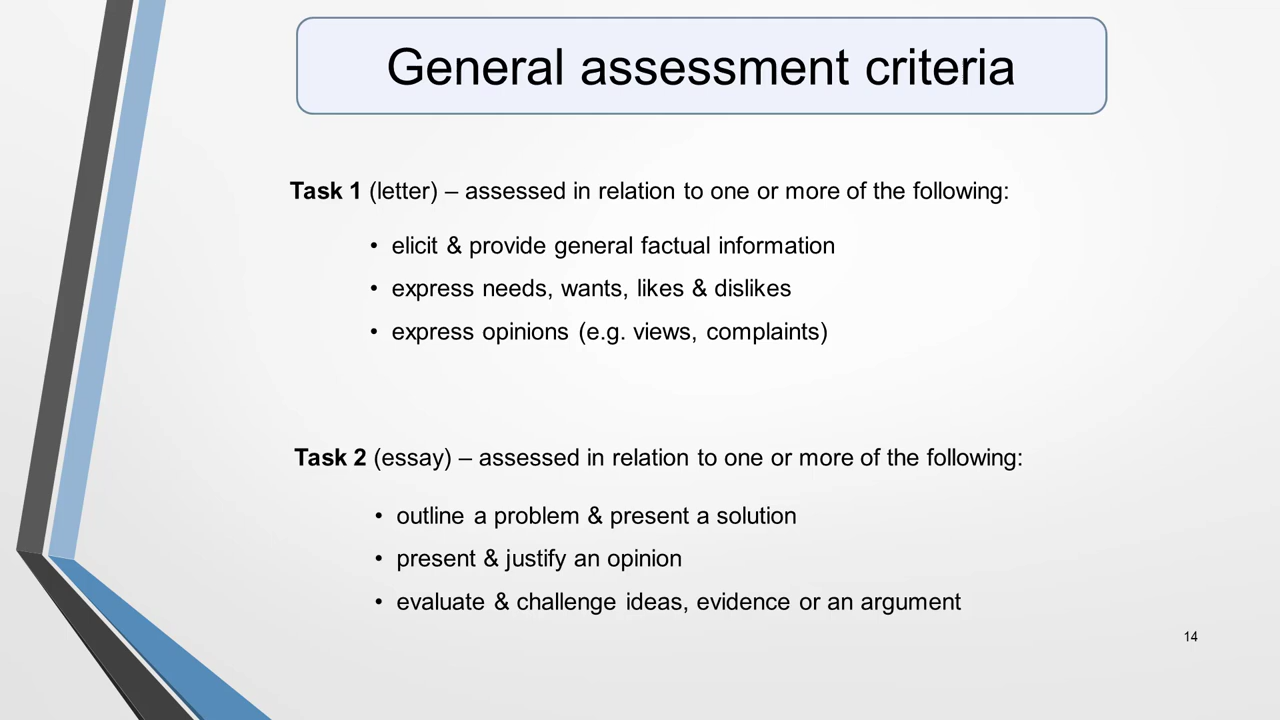 General assessment criteria
Task 1 (letter) – assessed in relation to one or more of the following:
• elicit & provide general factual information
• express needs, wants, likes & dislikes
• express opinions (e.g. views, complaints)
Task 2 (essay) – assessed in relation to one or more of the following:
• outline a problem & present a solution
• present & justify an opinion
• evaluate & challenge ideas, evidence or an argument
14